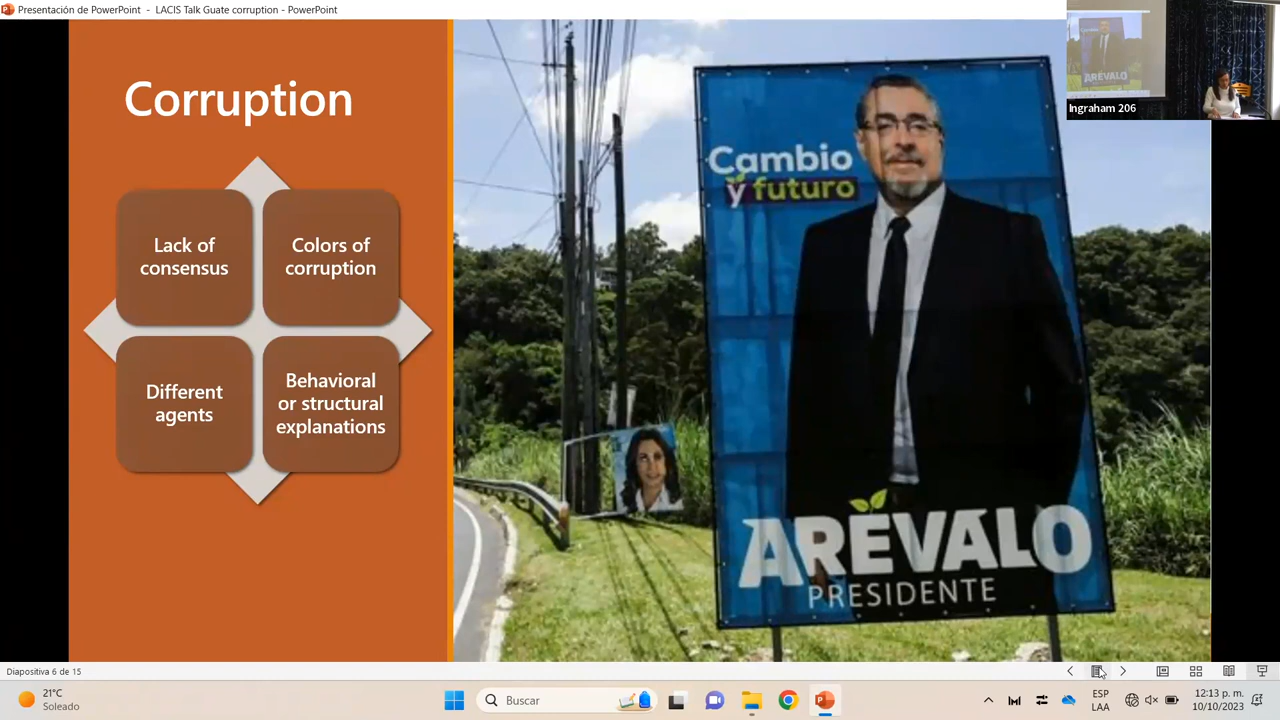 Presentación de PowerPoint - LACIS Talk Guate corruption - PowerPoint
Ingraham 206
ARÉVALO
Corruption
Lack of
consensus
Colors of
corruption
Different
agents
Behavioral
or structural
explanations
Cambio
y futuro
ARÉVALO
PRESIDENTE
Diapositiva 6 de 15
21°C
Soleado
Buscar
ESP
LAA
12:13 p. m.
10/10/2023